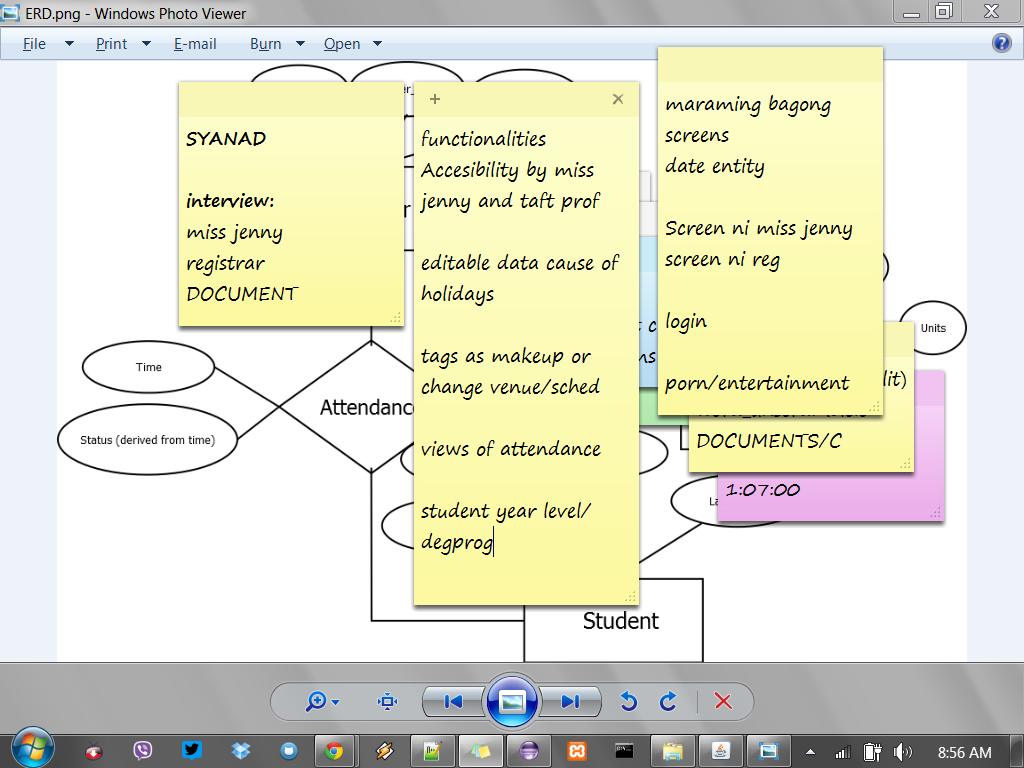 ERD.png - Windows Photo Viewer
File Print E-mail Burn Open
SYANAD
interview:
miss jenny
registrar
DOCUMENT
functionalities
Accesibility by miss
jenny and taft prof
editable data cause of
holidays
tags as makeup or
change venue/sched
views of attendance
student year level/
degprog
maraming bagong
screens
date entity
Screen ni miss jenny
screen ni reg
login
porn/entertainment
DOCUMENTS/C
1:07:00
Units
Time
Status (derived from time)
Student
8:56 AM